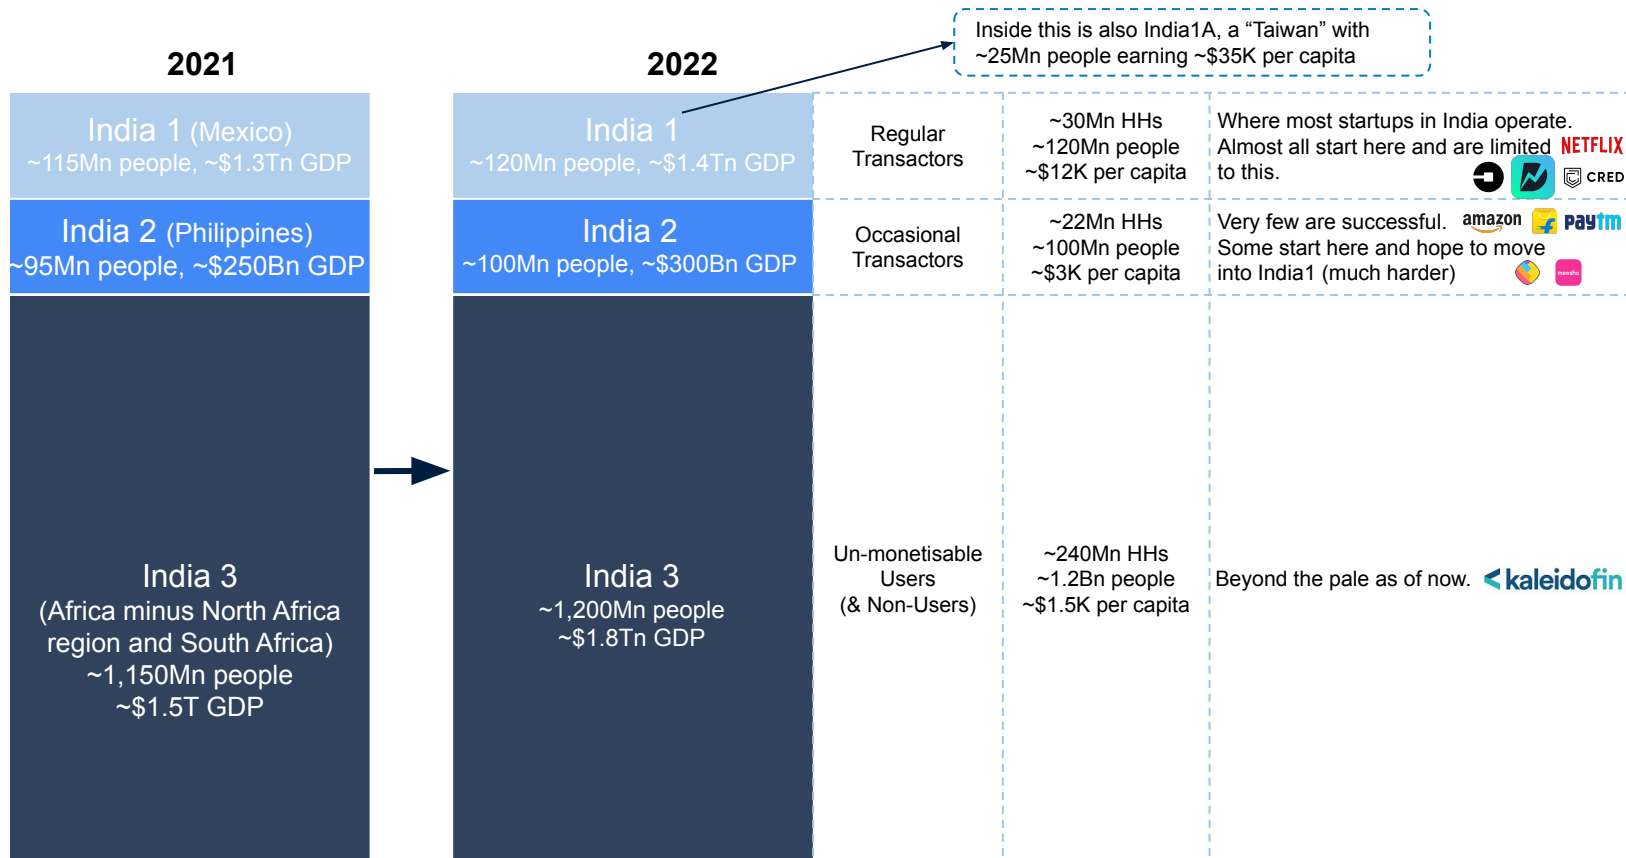 Inside this is also India1A, a “Taiwan” with
~25Mn people earning ~$35K per capita
2021
2022
India 1 (Mexico)
~115Mn people, ~$1.3Tn GDP
India 1
~120Mn people, ~$1.4Tn GDP
Regular
Transactors
~30Mn HHs
~120Mn people
~$12K per capita
Where most startups in India operate.
Almost all start here and are limited
to this.
NETFLIX
CRED
India 2 (Philippines)
~95Mn people, ~$250Bn GDP
India 2
~100Mn people, ~$300Bn GDP
Occasional
Transactors
~22Mn HHs
~100Mn people
~$3K per capita
Very few are successful.
Some start here and hope to move
into India1 (much harder)
amazon
paytm
meesho
India 3
(Africa minus North Africa
region and South Africa)
~1,150Mn people
~$1.5T GDP
India 3
~1,200Mn people
~$1.8Tn GDP
Un-monetisable
Users
(& Non-Users)
~240Mn HHs
~1.2Bn people
~$1.5K per capita
Beyond the pale as of now.
kaleidofin